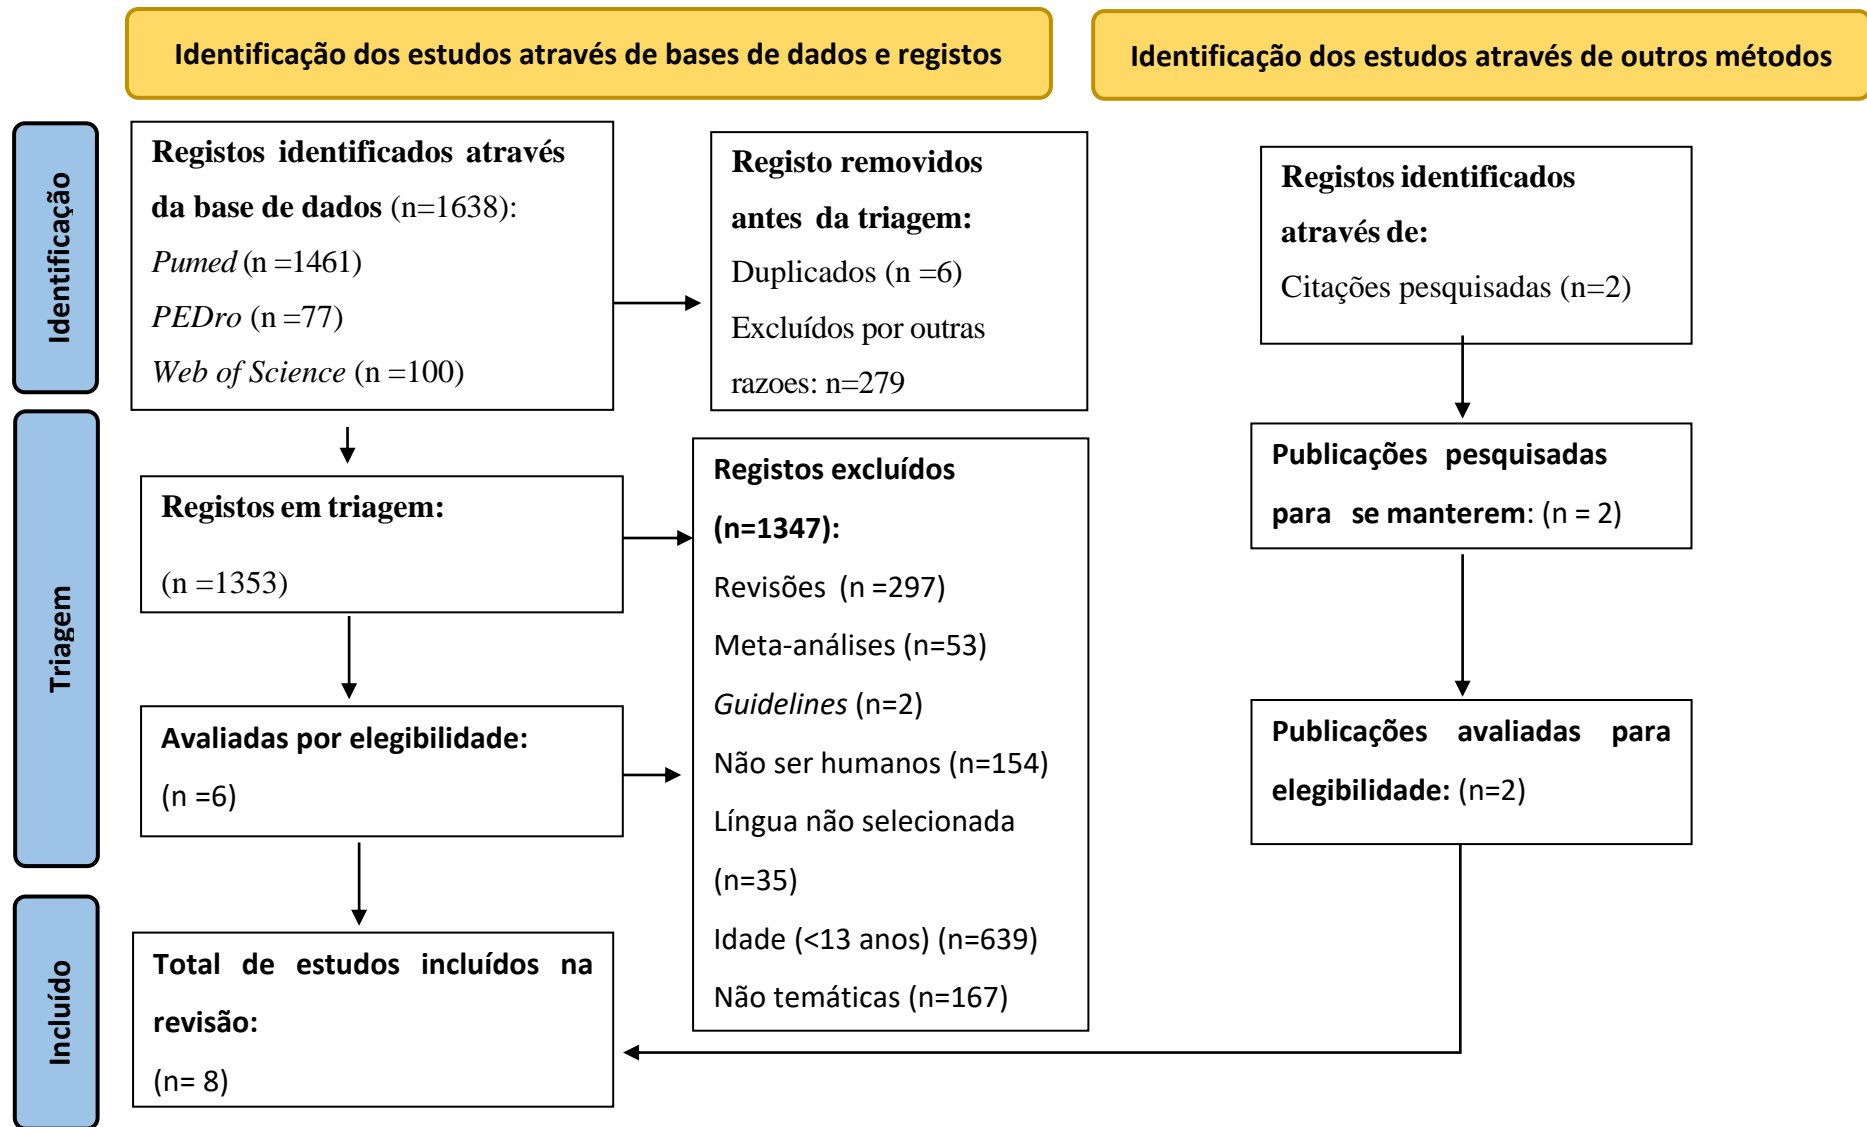 Identificação dos estudos através de bases de dados e registos
Identificação dos estudos através de outros métodos
Identificação
Registos identificados através
da base de dados (n=1638):
Pumed (n =1461)
PEDro (n =77)
Web of Science (n =100)
Registo removidos
antes da triagem:
Duplicados (n =6)
Excluídos por outras
razoes: n=279
Registos identificados
através de:
Citações pesquisadas (n=2)
Triagem
Registos em triagem:
(n =1353)
Registos excluídos
(n=1347):
Revisões (n =297)
Meta-análises (n=53)
Guidelines (n=2)
Não ser humanos (n=154)
Língua não selecionada
(n=35)
Idade (<13 anos) (n=639)
Não temáticas (n=167)
Publicações pesquisadas
para se manterem: (n = 2)
Avaliadas por elegibilidade:
(n =6)
Publicações avaliadas para
elegibilidade: (n=2)
Incluído
Total de estudos incluídos na
revisão:
(n= 8)